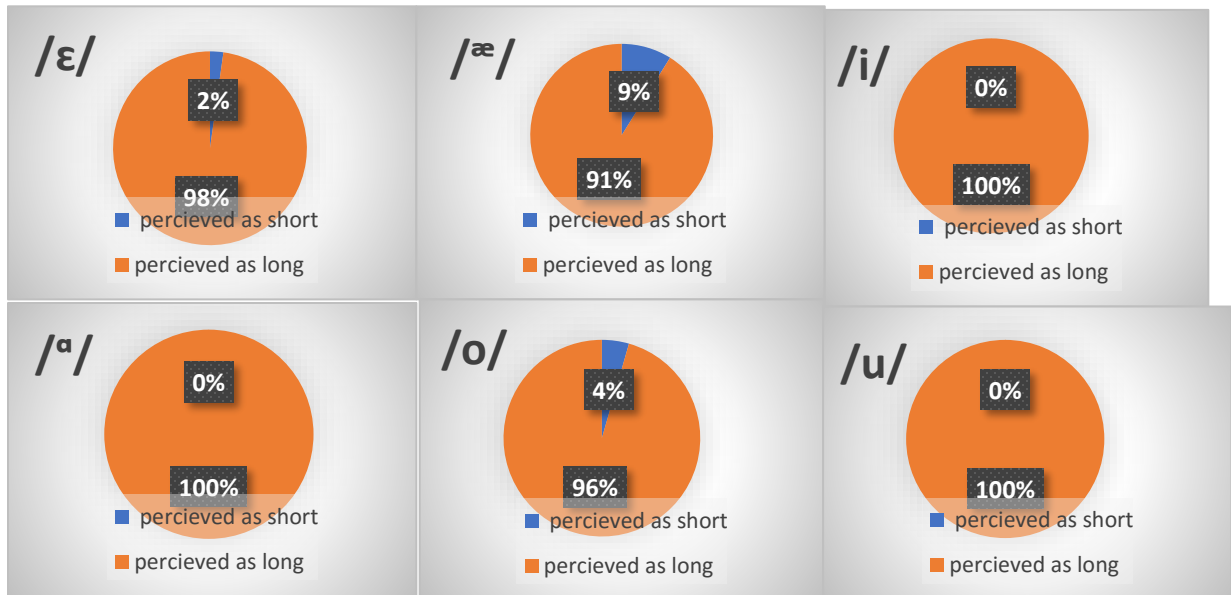 /ɛ/
2%
98%
percieved as short
percieved as long
/æ/
9%
91%
percieved as short
percieved as long
/i/
0%
100%
percieved as short
percieved as long
/ɑ/
0%
100%
percieved as short
percieved as long
/o/
4%
96%
percieved as short
percieved as long
/u/
0%
100%
percieved as short
percieved as long